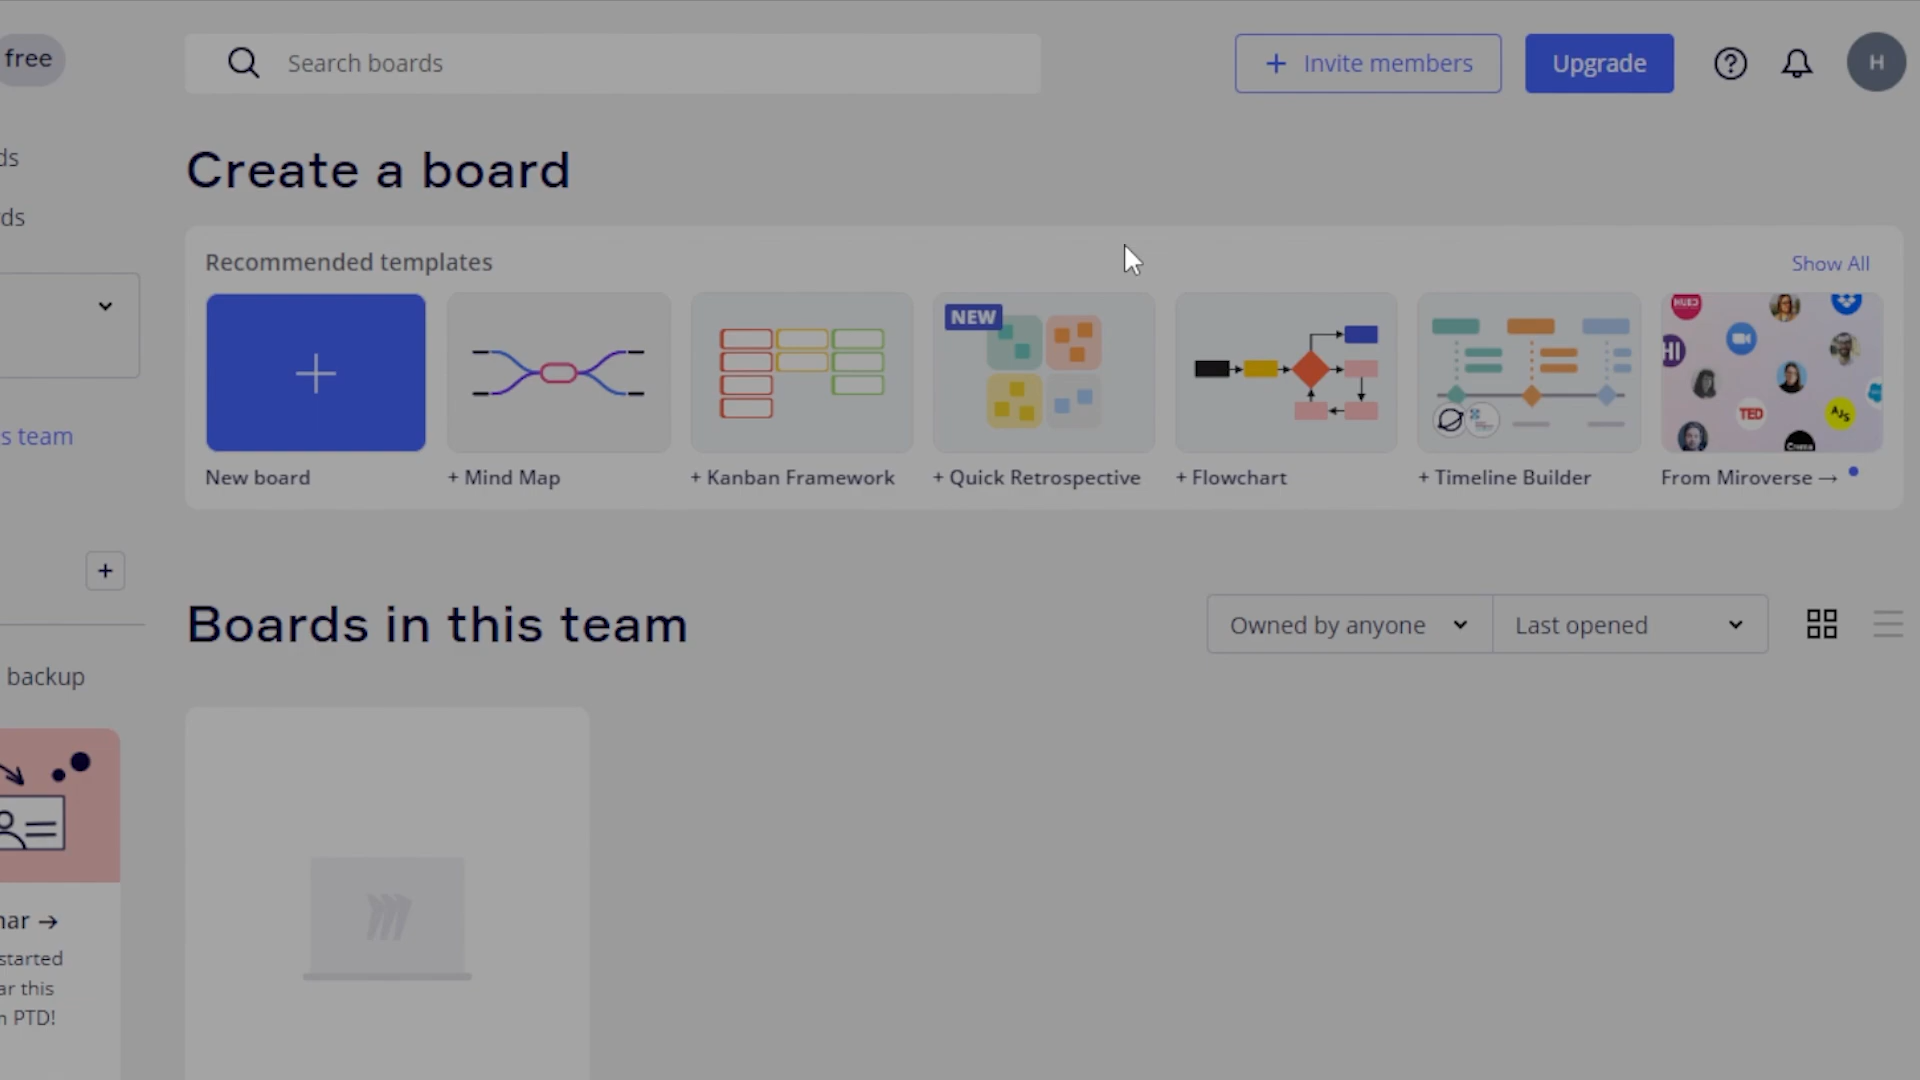 free
Search boards
+ Invite members
Upgrade
H
ds
Create a board
rds
Recommended templates
Show All
NEW
TED
s team
New board
+ Mind Map
+ Kanban Framework
+ Quick Retrospective
+ Flowchart
+ Timeline Builder
From Miroverse →
Boards in this team
Owned by anyone
Last opened
backup
nar →
started
ar this
PTD!